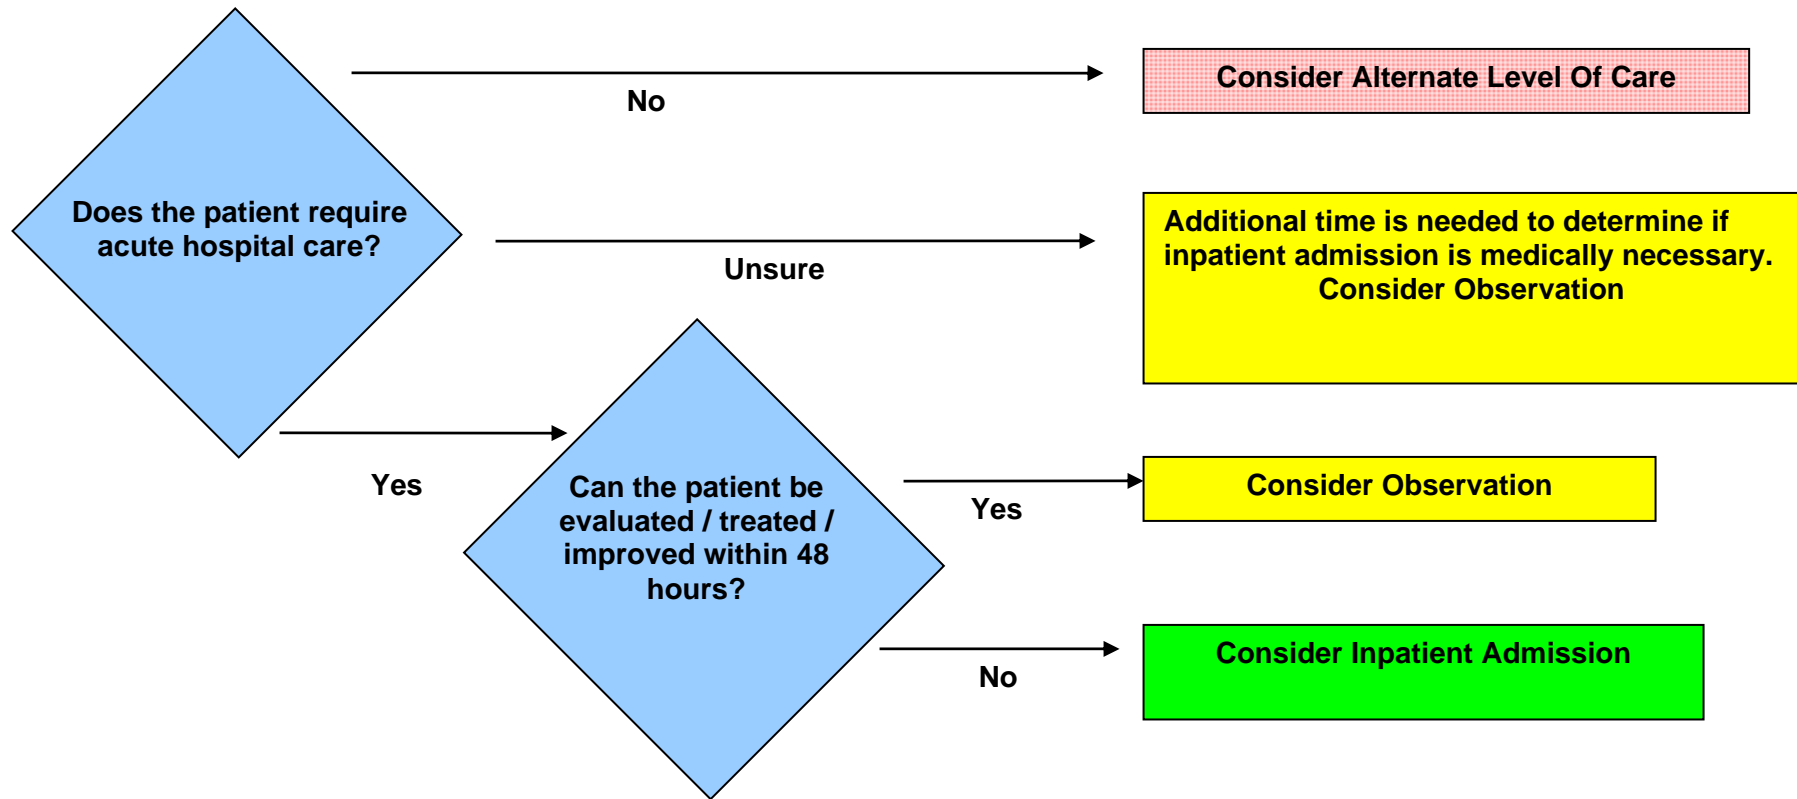 Consider Alternate Level Of Care
No
Does the patient require
acute hospital care?
Additional time is needed to determine if
inpatient admission is medically necessary.
Consider Observation
Unsure
Yes
Can the patient be
evaluated / treated /
improved within 48
hours?
Yes
Consider Observation
No
Consider Inpatient Admission